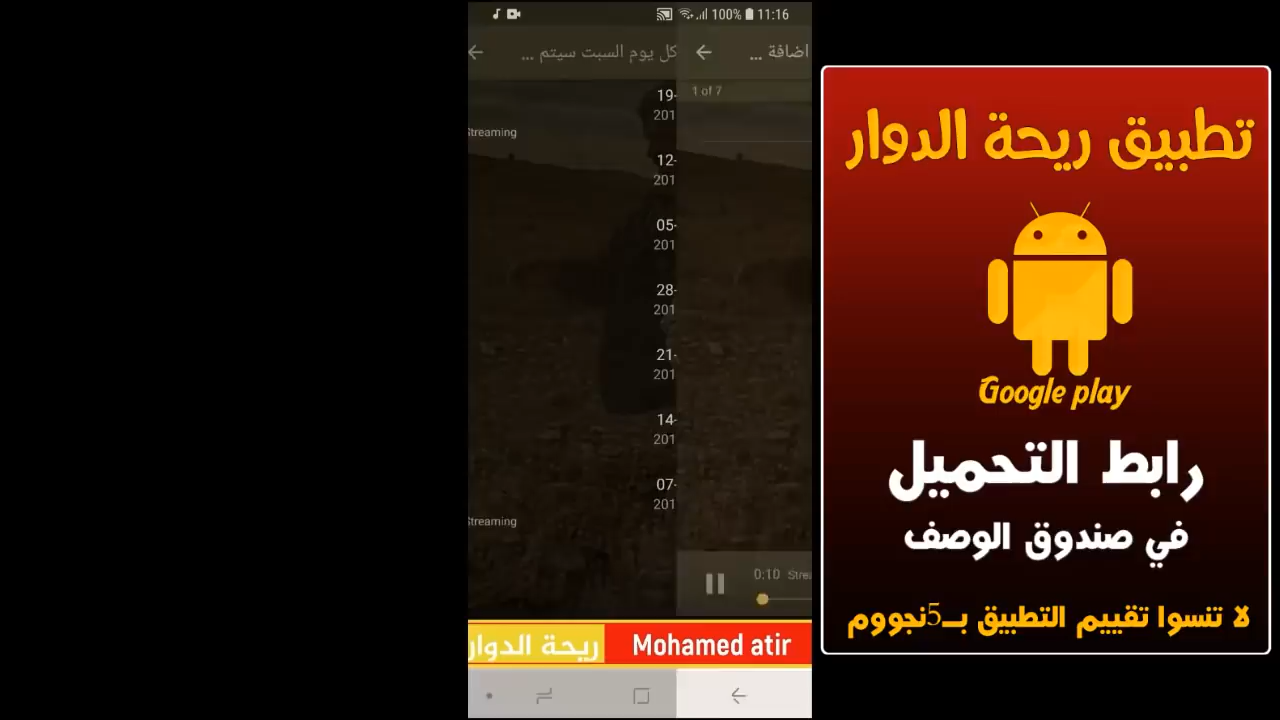 100% 11:16
كل يوم السبت سيتم ...
اضافة ...
1 of 7
19-
201
Streaming
12-
201
05-
201
28-
201
21-
201
14-
201
07-
201
Streaming
0:10
ريحة الدوار
Mohamed atir
تطبيق ريحة الدوار
Google play
رابط التحميل
في صندوق الوصف
لا تنسوا تقييم التطبيق بــ5نجووم